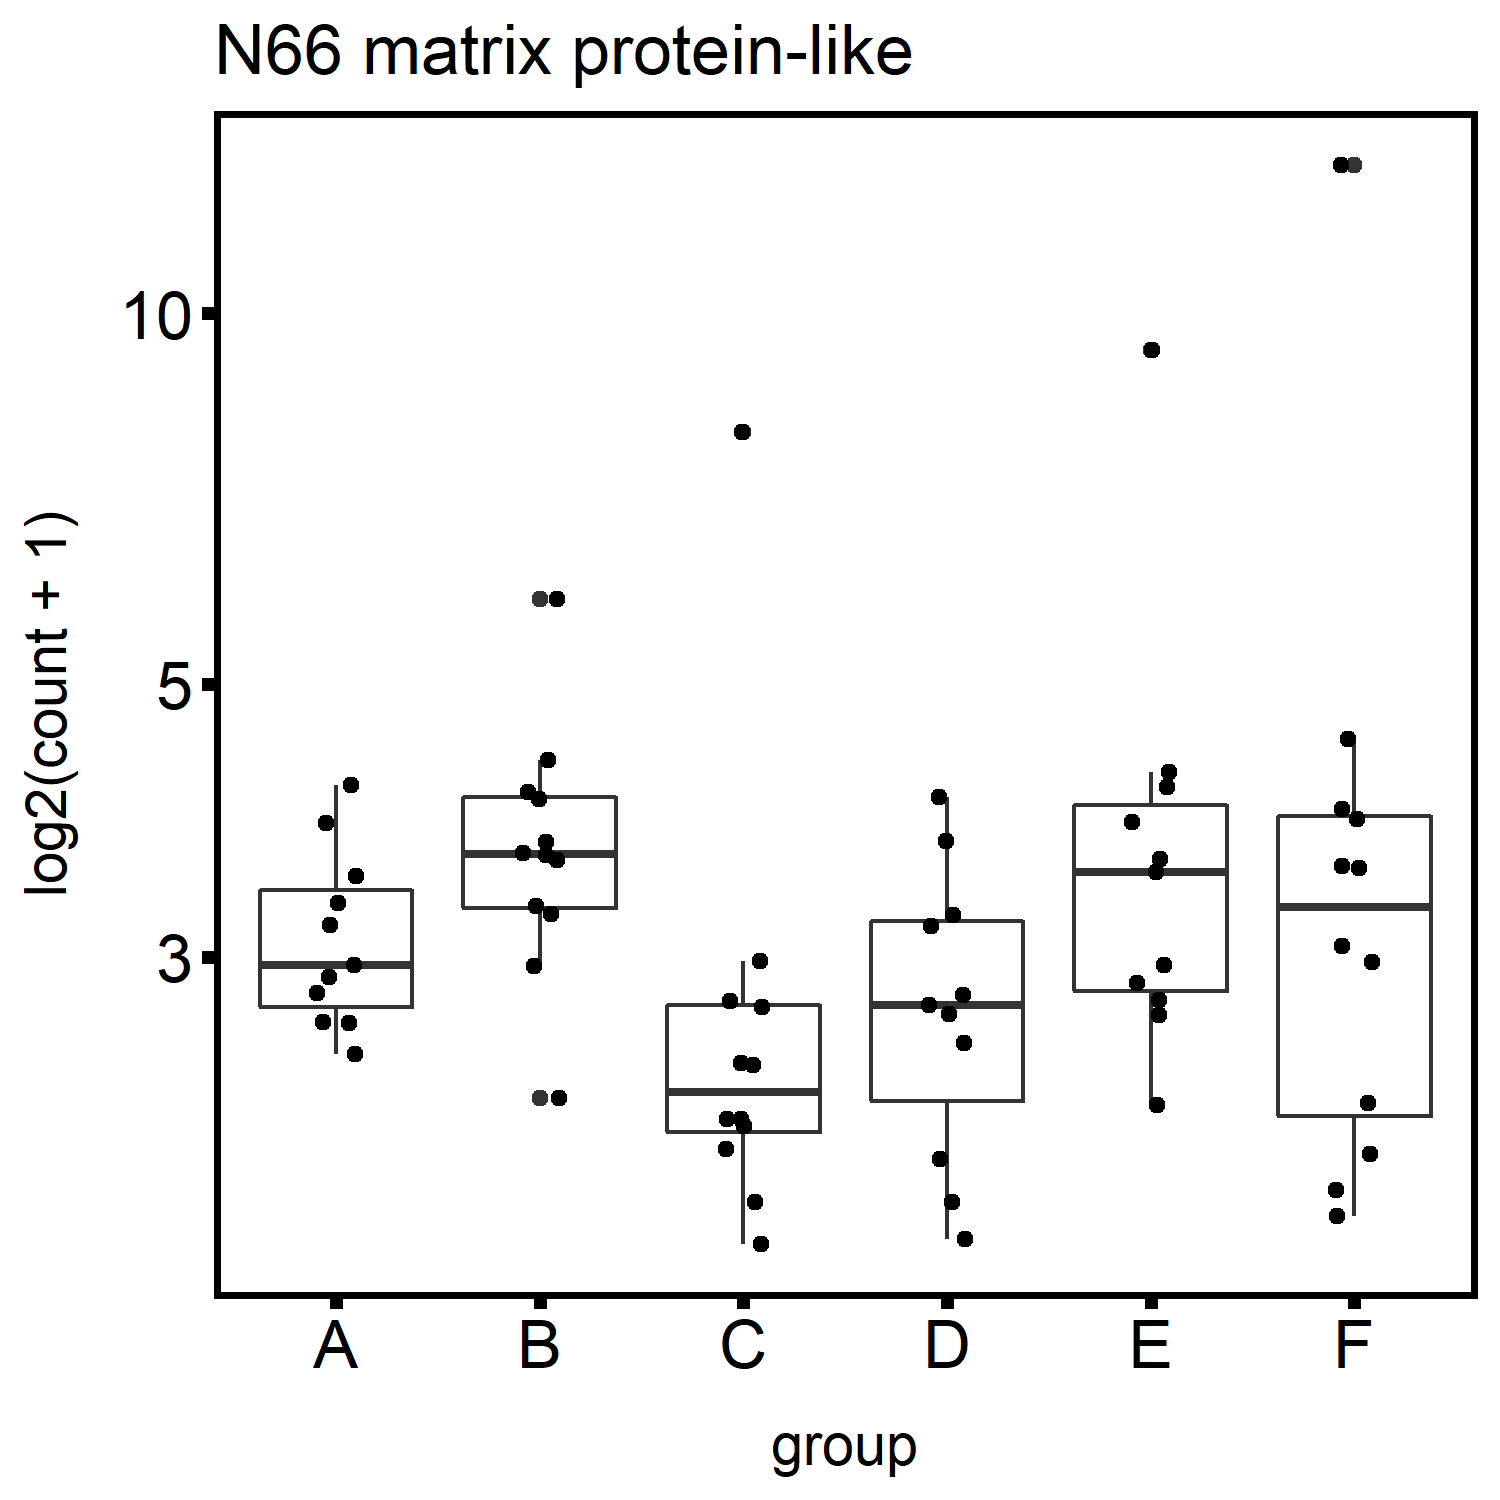 N66 matrix protein-like
log2(count + 1)
10
5
3
A B C D E F
group